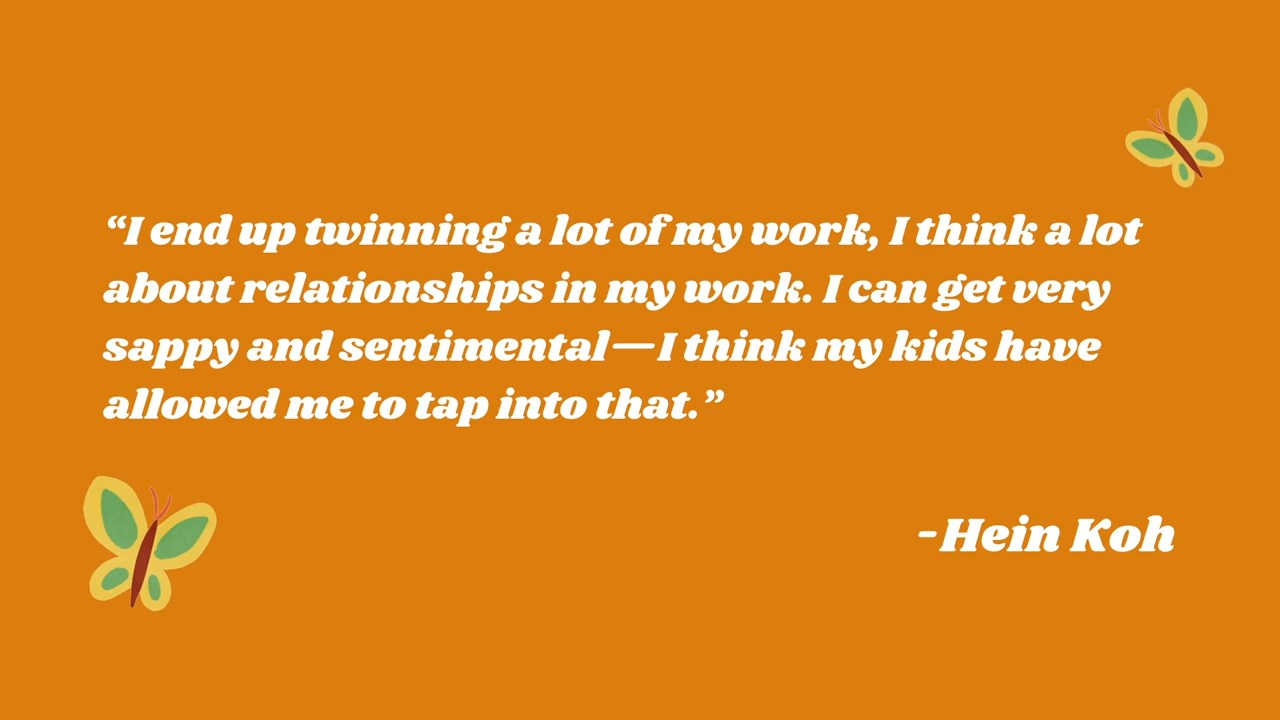 “I end up twinning a lot of my work, I think a lot
about relationships in my work. I can get very
sappy and sentimental—I think my kids have
allowed me to tap into that.”
-Hein Koh